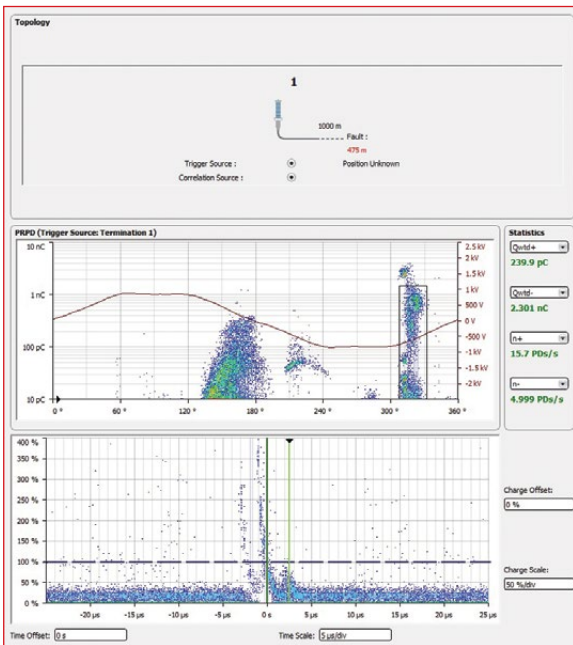 Topology
1
1000 m
Fault :
475 m
Trigger Source :
Position Unknown
Correlation Source :
PRPD (Trigger Source: Termination 1)
10 nC
1 nC
100 pC
10 pC
2.5 kV
2 kV
1.5 kV
1 kV
500 V
0 V
-500 V
-1 kV
-1.5 kV
-2 kV
0 °
60 °
120 °
180 °
240 °
300 °
360 °
Statistics
Qwtd+
239.9 pC
Qwtd-
2.301 nC
n+
15.7 PDs/s
n-
4.999 PDs/s
400 %
350 %
300 %
250 %
200 %
150 %
100 %
50 %
0 %
-20 µs
-15 µs
-10 µs
-5 µs
0 s
5 µs
10 µs
15 µs
20 µs
25 µs
Charge Offset:
0 %
Charge Scale:
50 %/div
Time Offset: 0 s
Time Scale: 5 µs/div